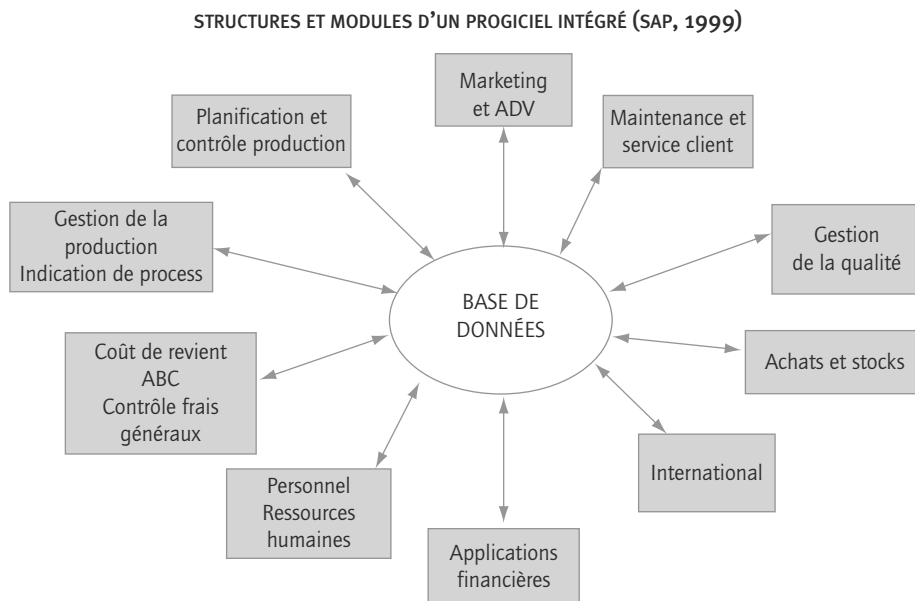 STRUCTURES ET MODULES D’UN PROGICIEL INTÉGRÉ (SAP, 1999)
Marketing
et ADV
Planification et
contrôle production
Maintenance et
service client
Gestion de la
production
Indication de process
Gestion
de la qualité
BASE DE
DONNÉES
Coût de revient
ABC
Contrôle frais
généraux
Achats et stocks
Personnel
Ressources
humaines
International
Applications
financières